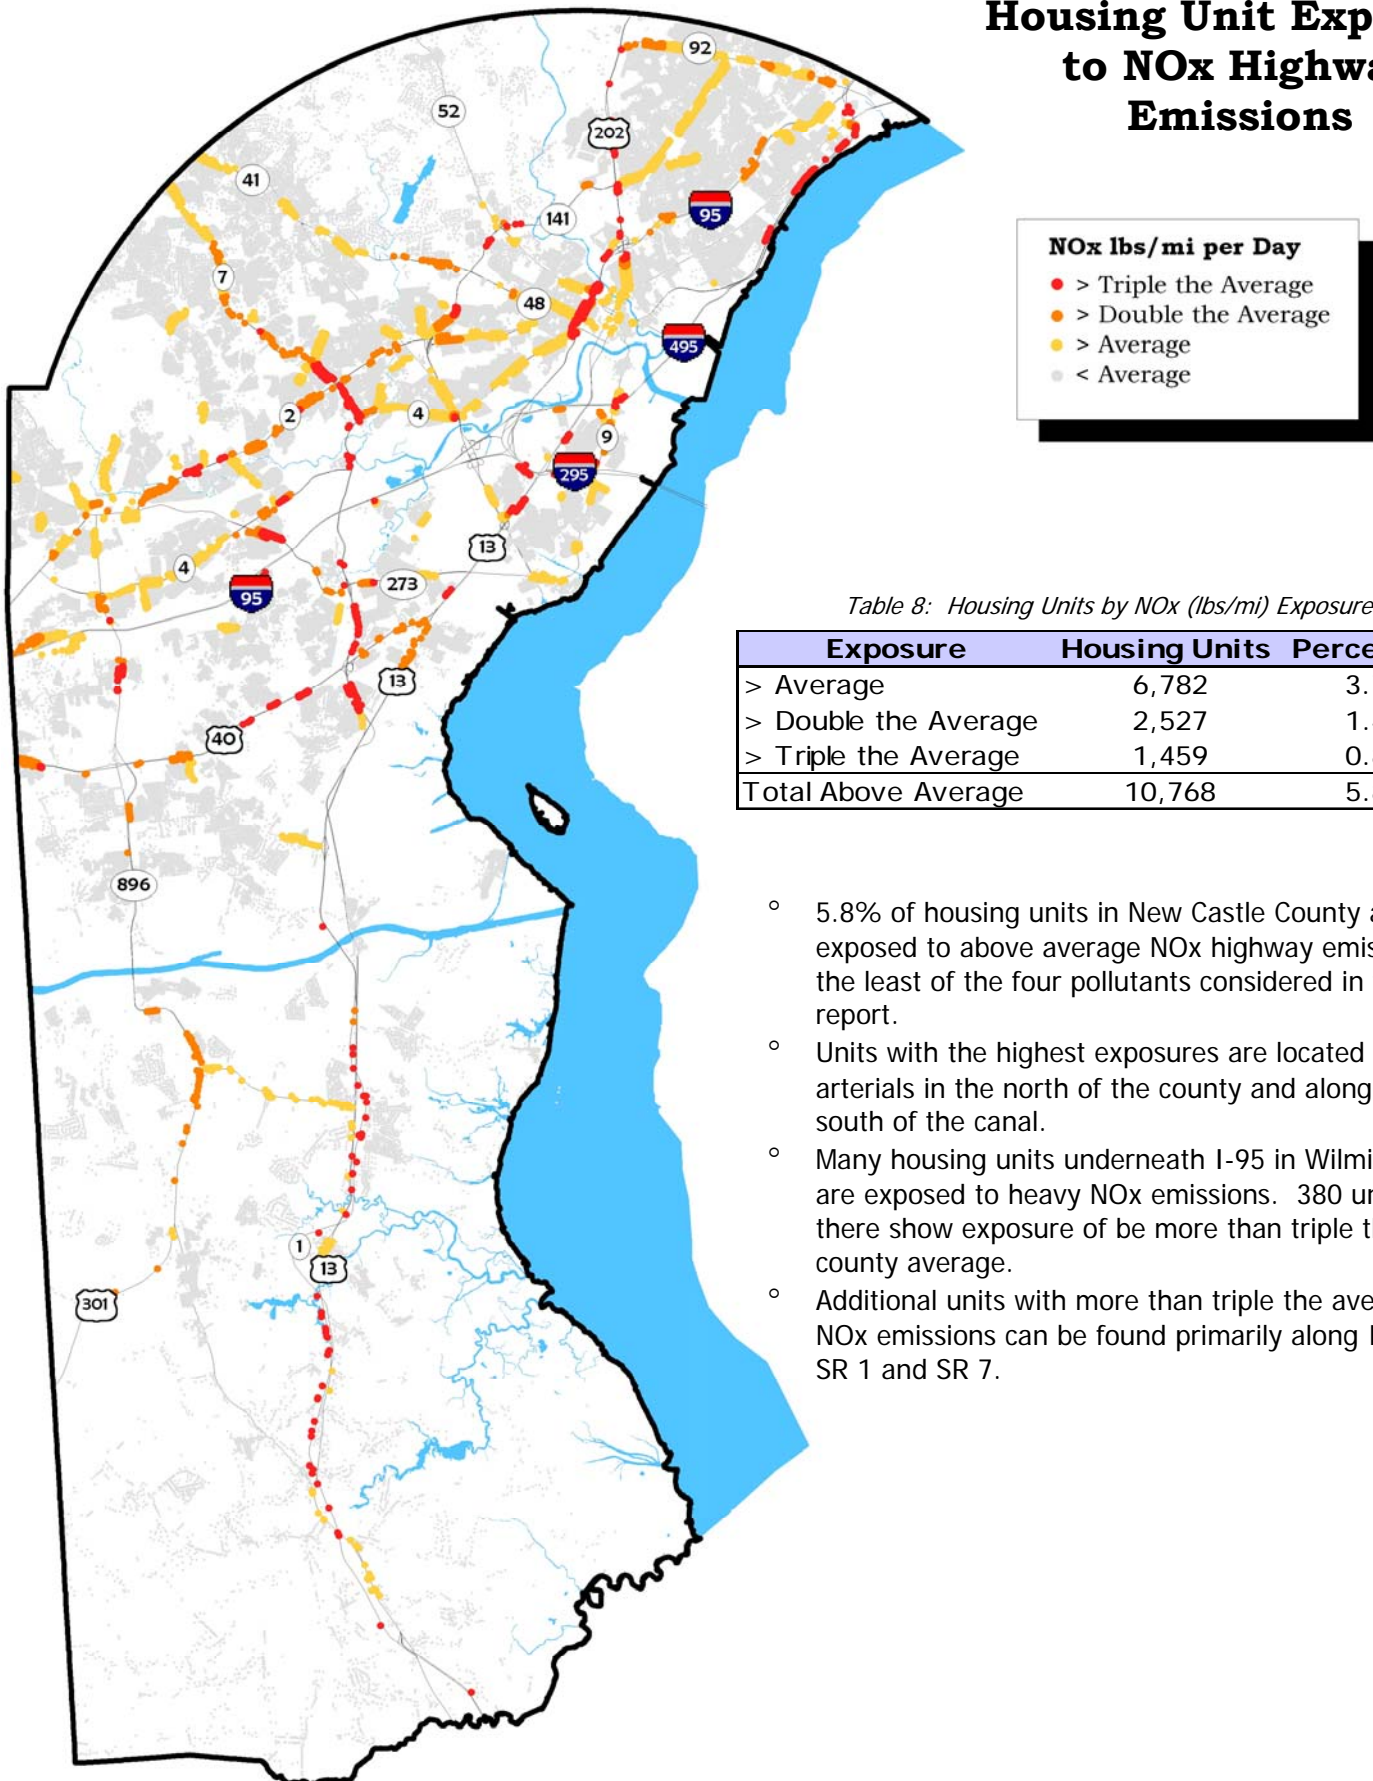 Housing Unit Exp
to NOx Highwa
Emissions
92
52
202
41
141
95
7
48
495
2
4
9
295
13
4
273
95
13
40
896
1
13
301
NOx lbs/mi per Day
> Triple the Average
> Double the Average
> Average
< Average
Table 8: Housing Units by NOx (lbs/mi) Exposure
Exposure Housing Units Perce
> Average 6,782 3.
> Double the Average 2,527 1.
> Triple the Average 1,459 0.
Total Above Average 10,768 5.
° 5.8% of housing units in New Castle County a
exposed to above average NOx highway emis
the least of the four pollutants considered in
report.
° Units with the highest exposures are located
arterials in the north of the county and along
south of the canal.
° Many housing units underneath I-95 in Wilmi
are exposed to heavy NOx emissions. 380 un
there show exposure of be more than triple th
county average.
° Additional units with more than triple the ave
NOx emissions can be found primarily along
SR 1 and SR 7.